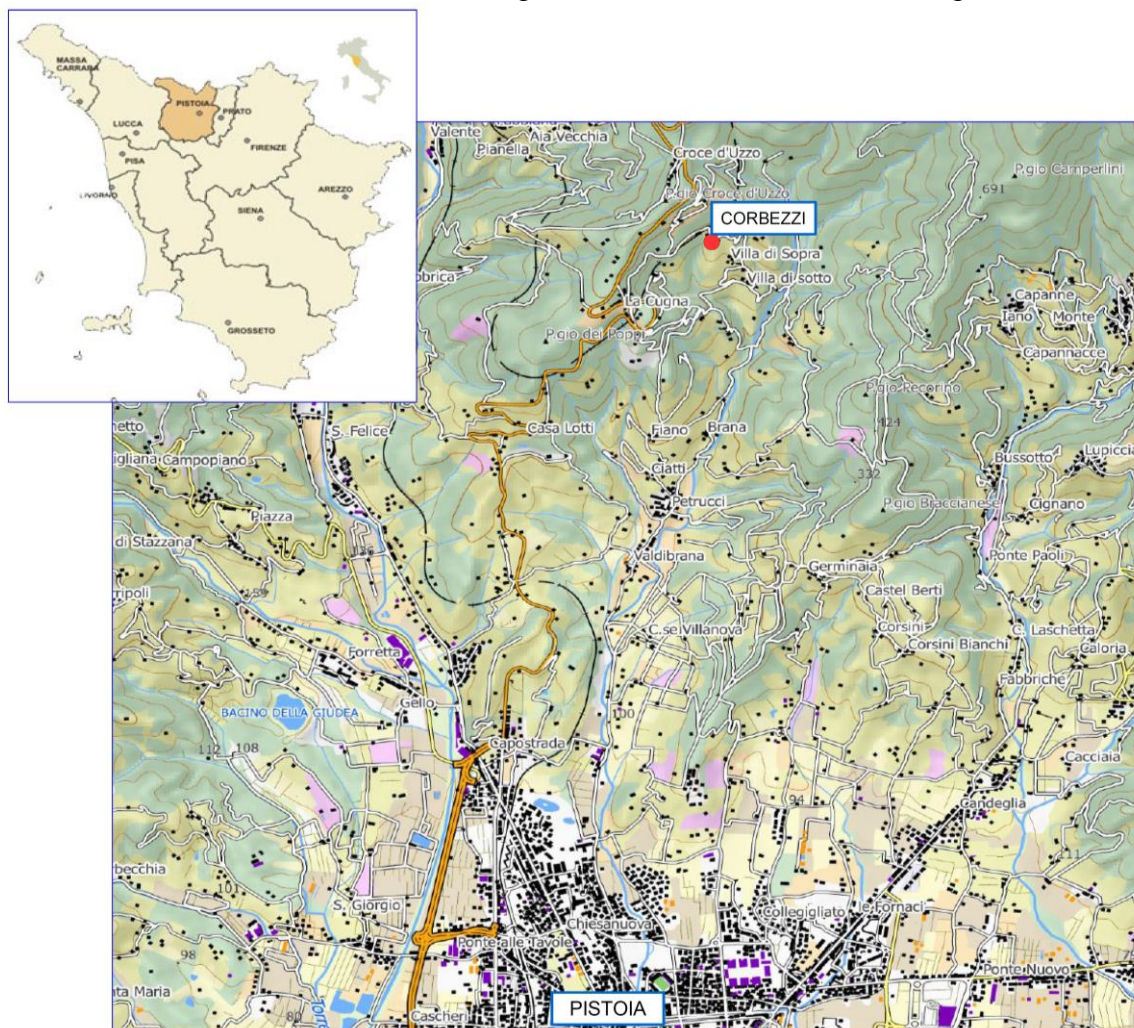 MASSA
CARRARA
PISTOIA
PRATO
LUCCA
PISA
FIRENZE
LIVORNO
AREZZO
SIENA
GROSSETO
Valente
Aia Vecchia
Pianella
Croce d'Uzzo
P.gio Camperlini
691
P.gio Croce d'Uzzo
CORBEZZI
Villa di Sopra
Villa di sotto
La Cugna
Capanne
Iano
Monte
P.gio dei Poppi
Capannacce
P.gio Pecorino
424
S. Felice
Casa Lotti
Fiano
Brana
Campopiano
Ciatti
332
Bussotto
Petrucci
Cignano
Piazza
P.gio Braccianese
di Stazzana
Valdibrana
Ponte Paoli
Germinaia
Castel Berti
C.se Villanova
Corsini
C. Laschetta
Corsini Bianchi
Caloria
Forretta
Fabbriche
Gello
BACINO DELLA GIUDEA
100
112
108
Capostrada
Cacciaia
94
Candeglia
111
101
S. Giorgio
Collegigliato
le Fornaci
Chiesanuova
Ponte alle Tavole
98
Ponte Nuovo
PISTOIA
Cascheri
80